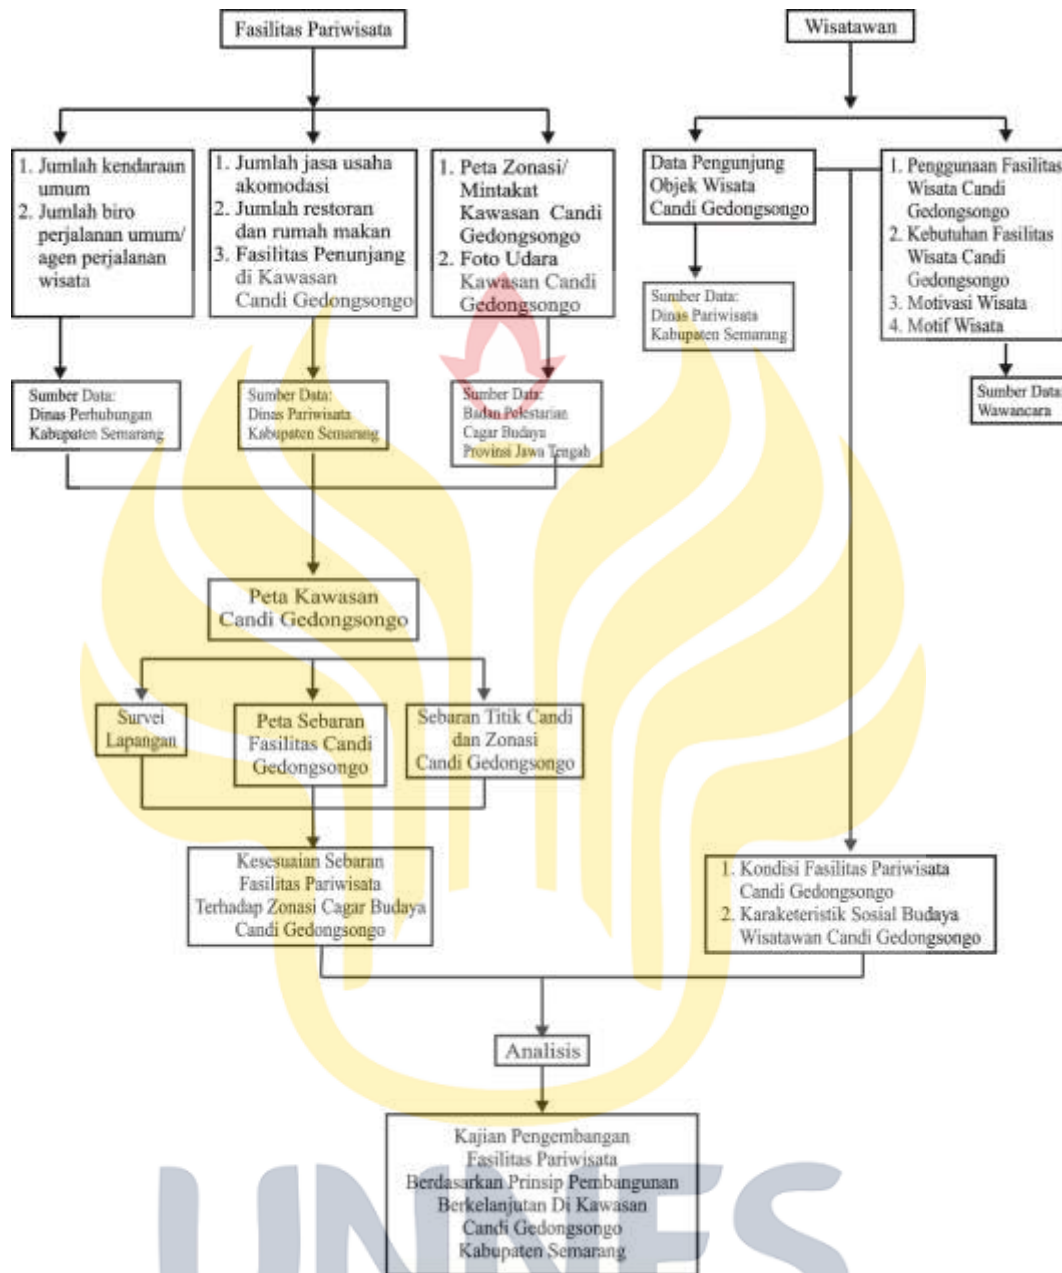 Fasilitas Pariwisata
Wisatawan
1. Jumlah kendaraan
umum
2. Jumlah biro
perjalanan umum/
agen perjalanan
wisata
1. Jumlah jasa usaha
akomodasi
2. Jumlah restoran
dan rumah makan
3. Fasilitas Penunjang
di Kawasan
Candi Gedongsongo
1. Peta Zonasi/
Mintakat
Kawasan Candi
Gedongsongo
2. Foto Udara
Kawasan Candi
Gedongsongo
Data Pengunjung
Objek Wisata
Candi Gedongsongo
1. Penggunaan Fasilitas
Wisata Candi
Gedongsongo
2. Kebutuhan Fasilitas
Wisata Candi
Gedongsongo
3. Motivasi Wisata
4. Motif Wisata
Sumber Data:
Dinas Perhubungan
Kabupaten Semarang
Sumber Data:
Dinas Pariwisata
Kabupaten Semarang
Sumber Data:
Badan Pelestarian
Cagar Budaya
Provinsi Jawa Tengah
Sumber Data:
Dinas Pariwisata
Kabupaten Semarang
Sumber Data:
Wawancara
Peta Kawasan
Candi Gedongsongo
Survei
Lapangan
Peta Sebaran
Fasilitas Candi
Gedongsongo
Sebaran Titik Candi
dan Zonasi
Candi Gedongsongo
Kesesuaian Sebaran
Fasilitas Pariwisata
Terhadap Zonasi Cagar Budaya
Candi Gedongsongo
1. Kondisi Fasilitas Pariwisata
Candi Gedongsongo
2. Karaketeristik Sosial Budaya
Wisatawan Candi Gedongsongo
Analisis
Kajian Pengembangan
Fasilitas Pariwisata
Berdasarkan Prinsip Pembangunan
Berkelanjutan Di Kawasan
Candi Gedongsongo
Kabupaten Semarang
UNNES